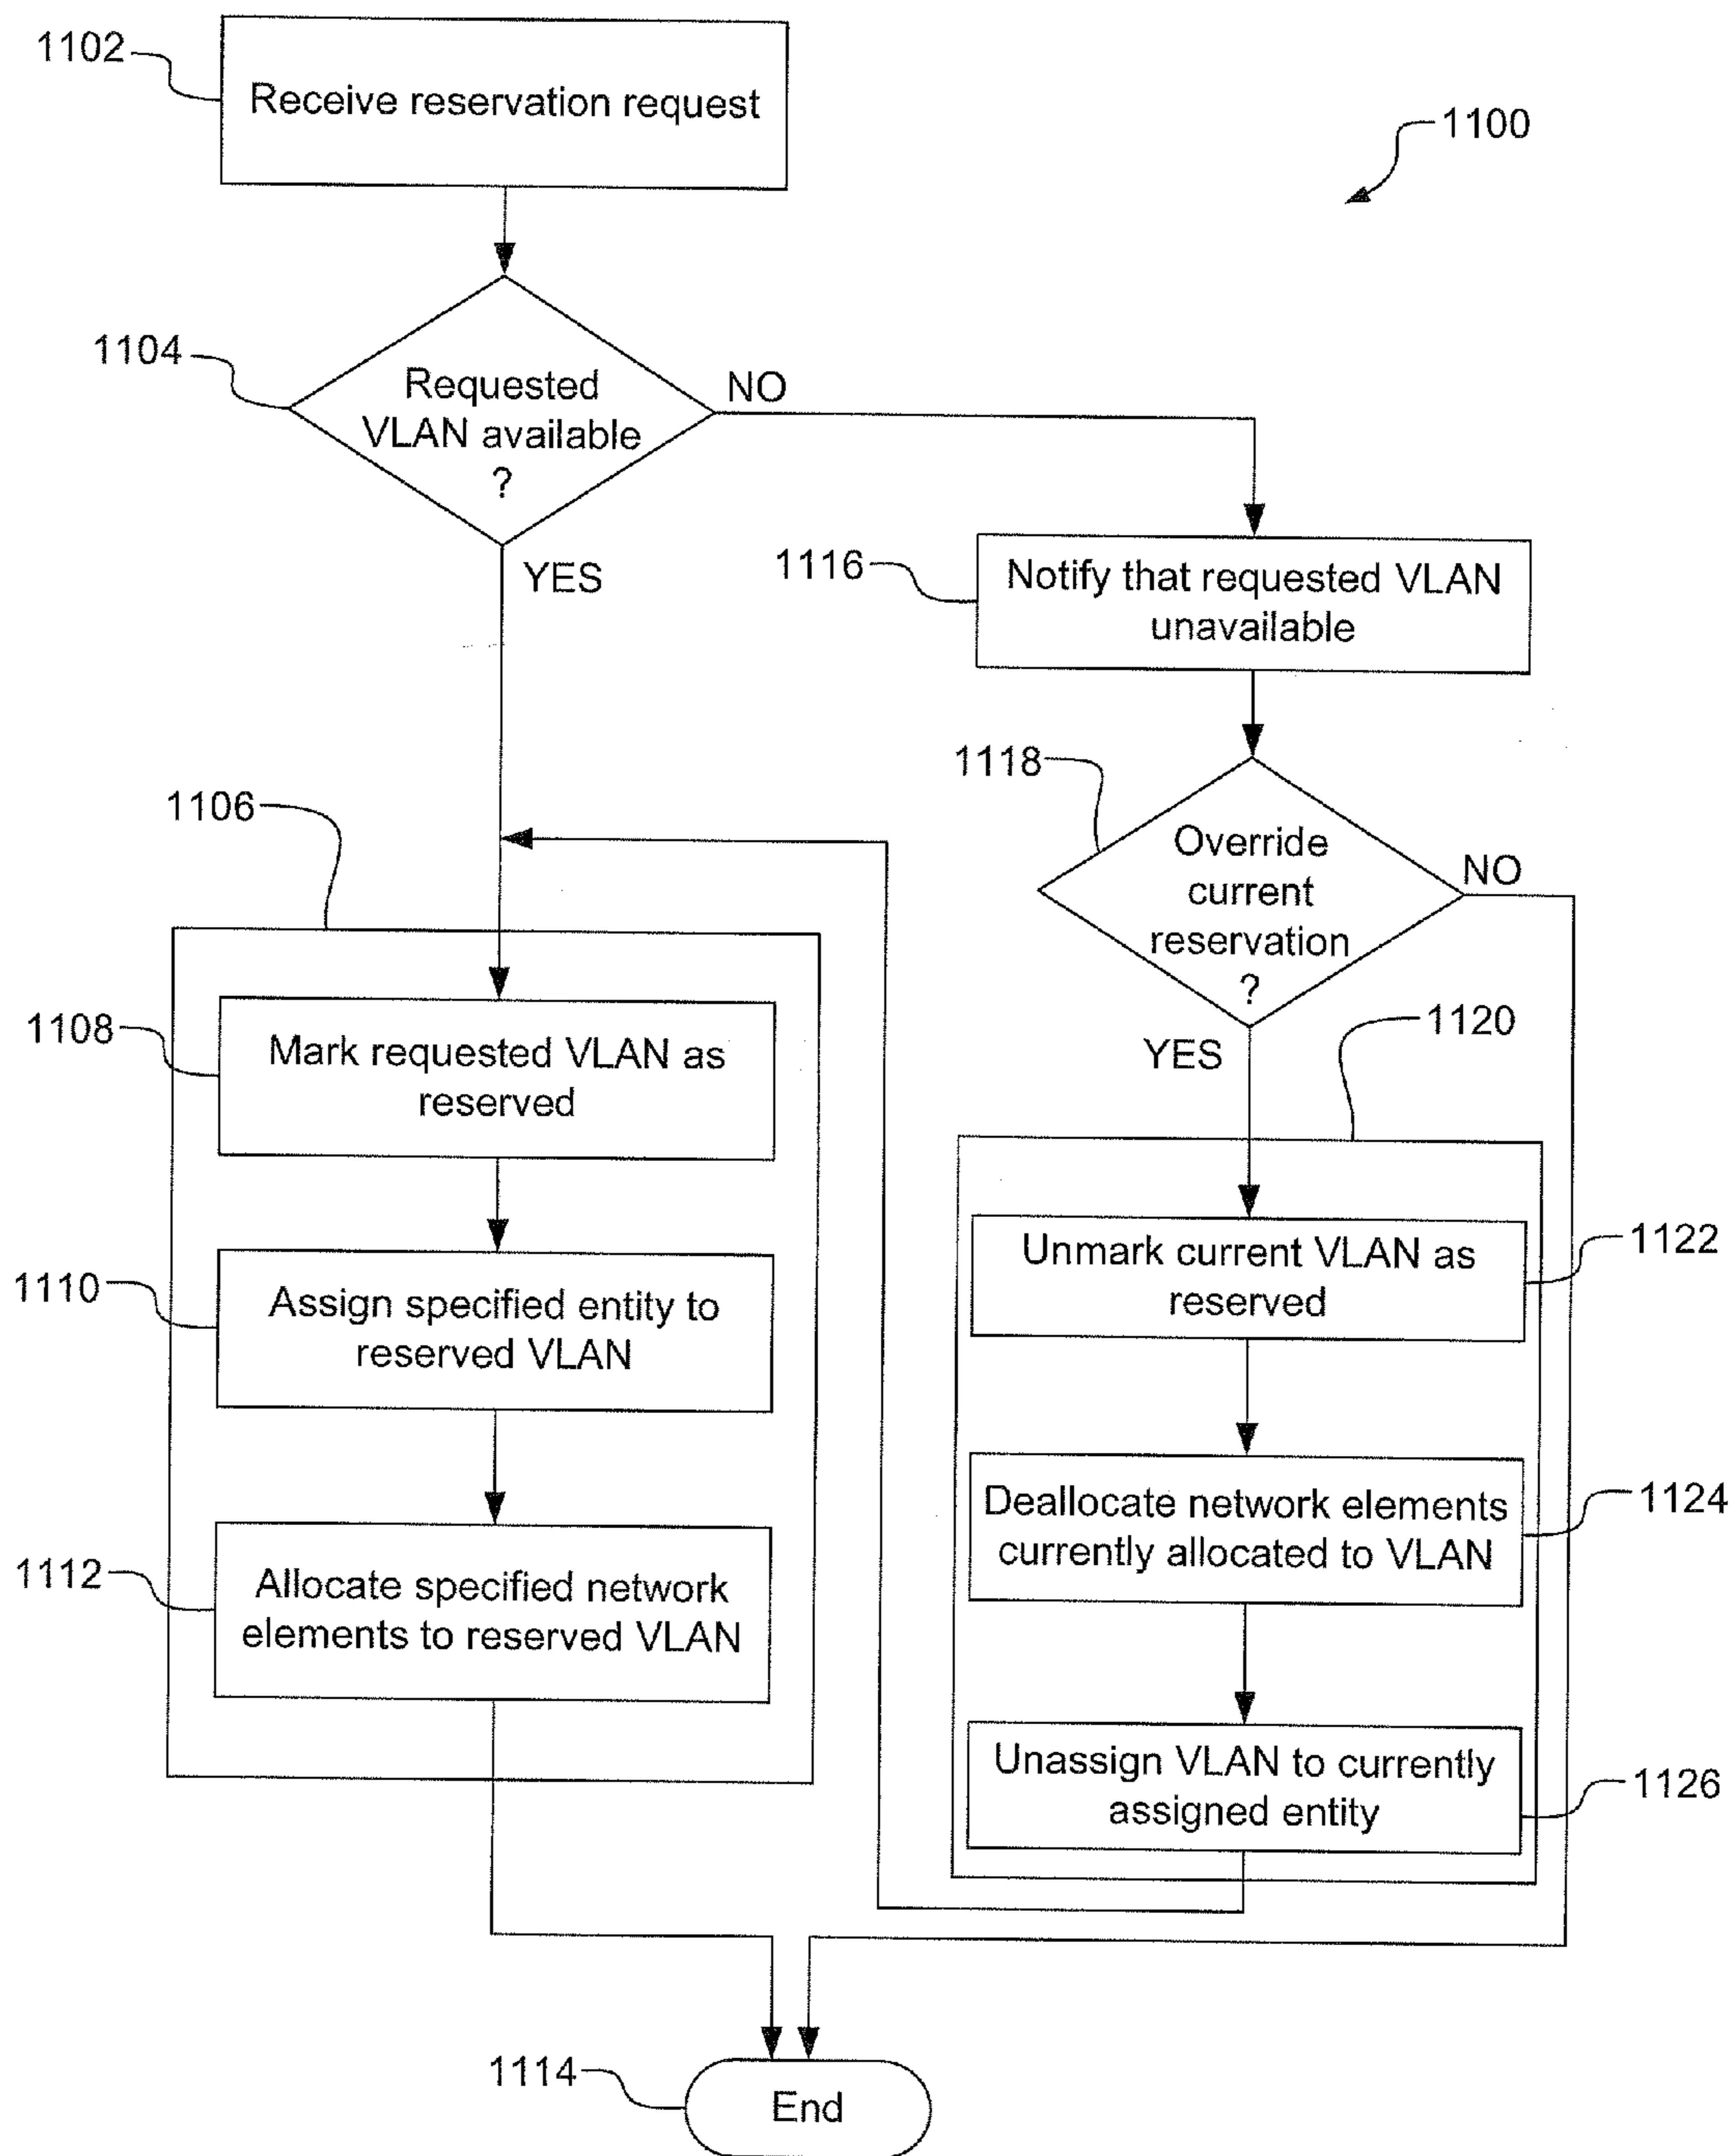 1102
Receive reservation request
1100
1104
Requested
VLAN available
?
NO
YES
1116
Notify that requested VLAN
unavailable
1118
Override
current
reservation
?
NO
YES
1106
1108
Mark requested VLAN as
reserved
1110
Assign specified entity to
reserved VLAN
1112
Allocate specified network
elements to reserved VLAN
1120
Unmark current VLAN as
reserved
1122
Deallocate network elements
currently allocated to VLAN
1124
Unassign VLAN to currently
assigned entity
1126
1114
End